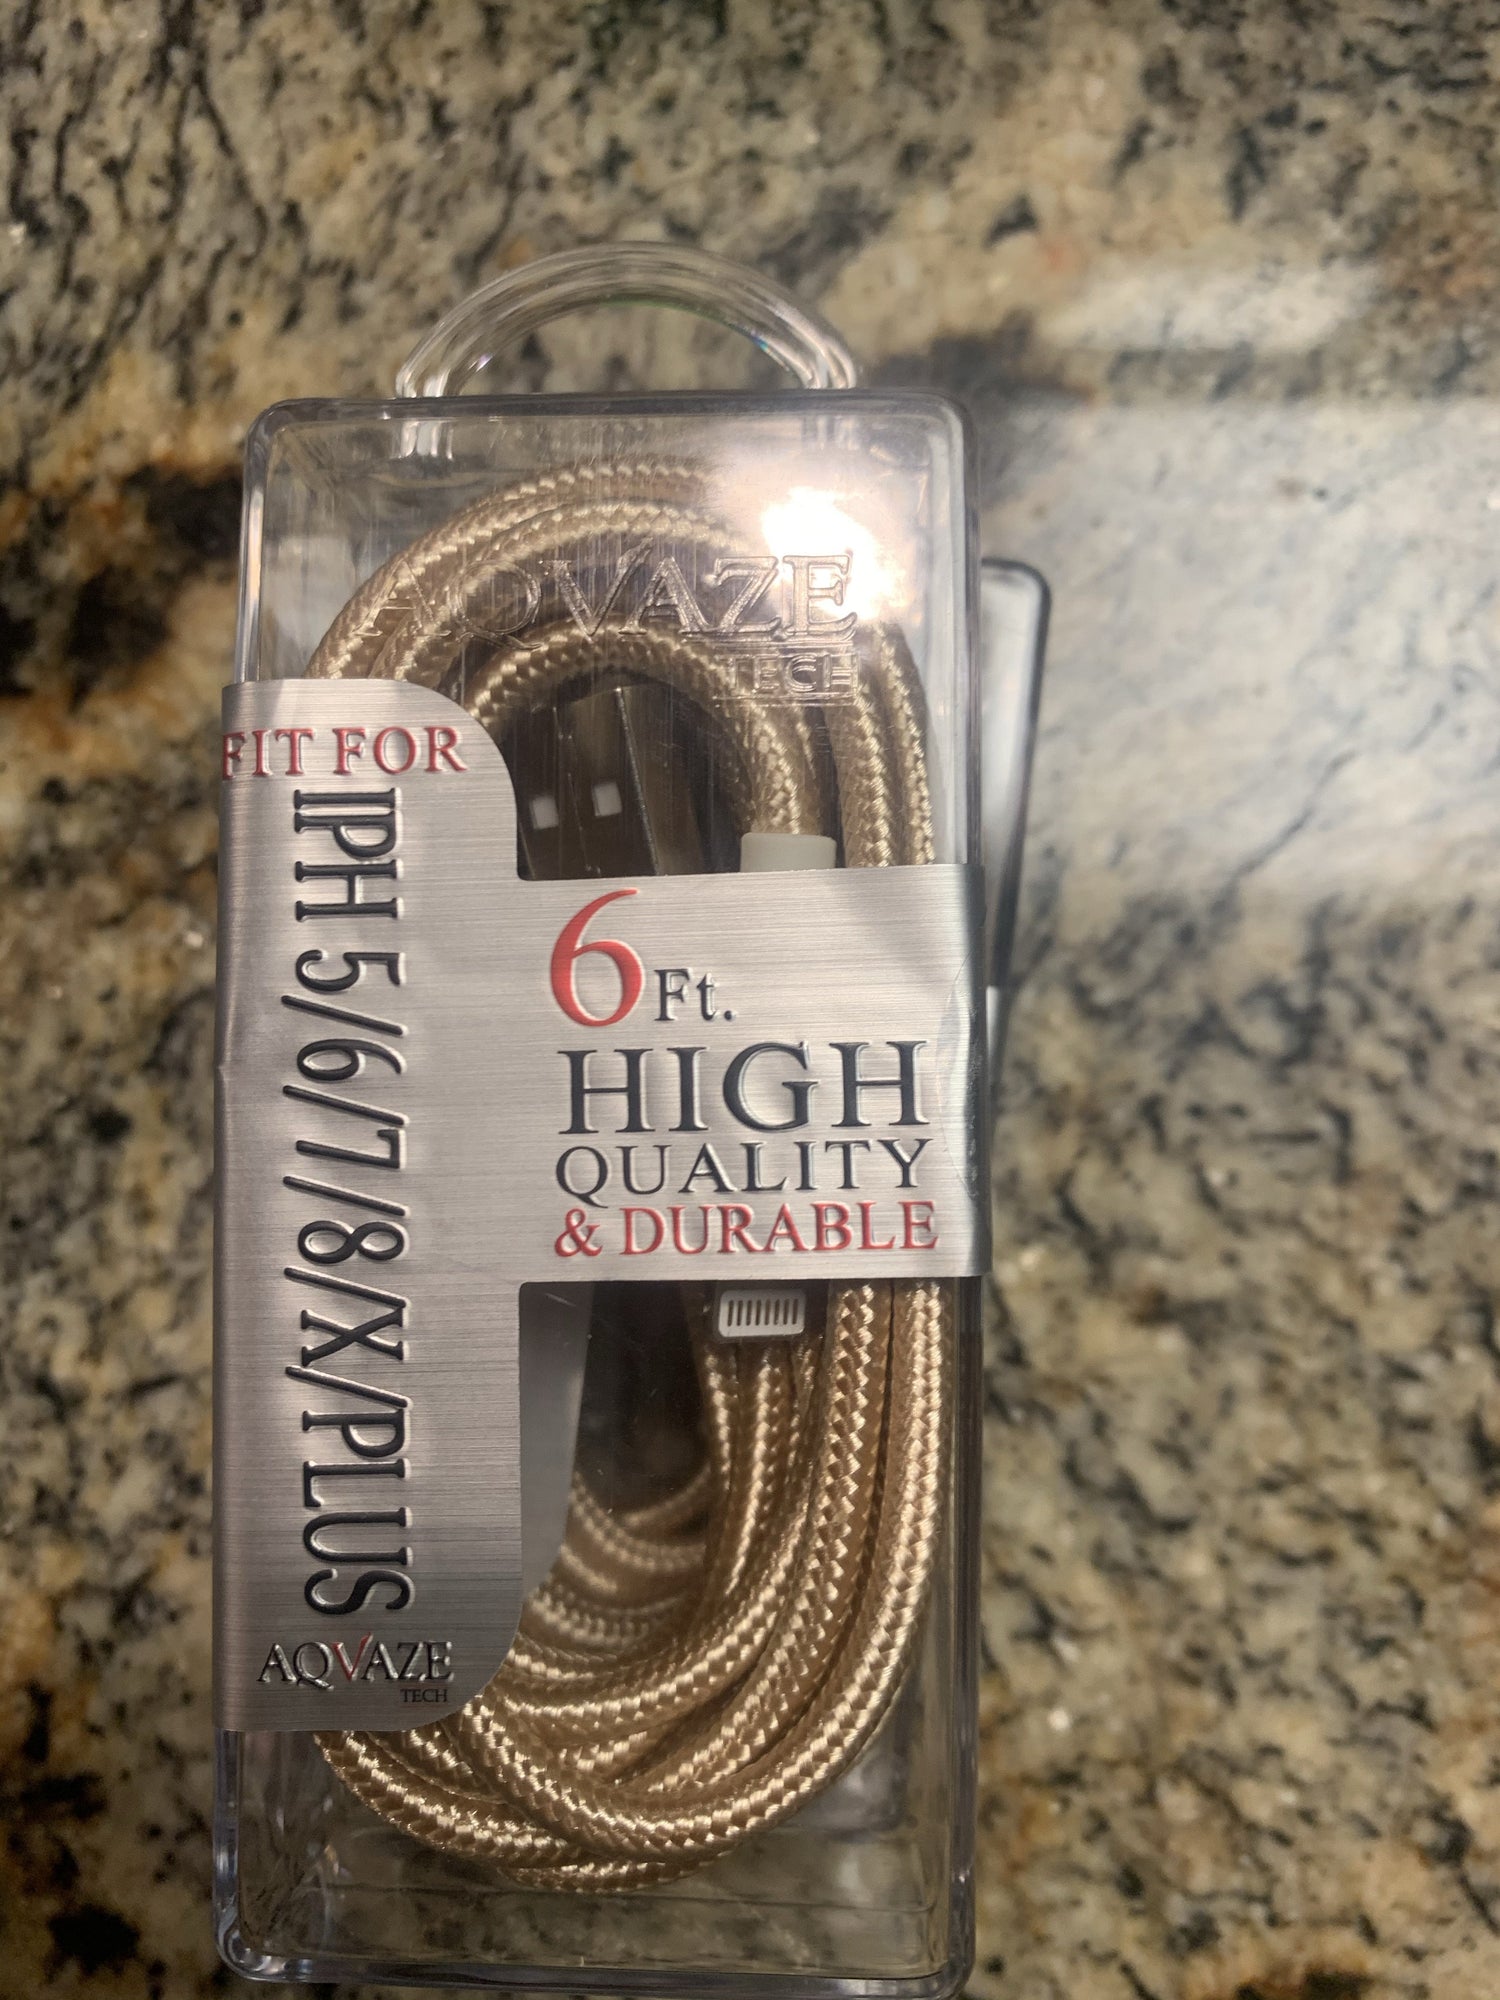 AQVAZE
TECH
FIT FOR
IPH 5/6/7/8/X/PLUS
AQVAZE
TECH
6 Ft.
HIGH
QUALITY
& DURABLE